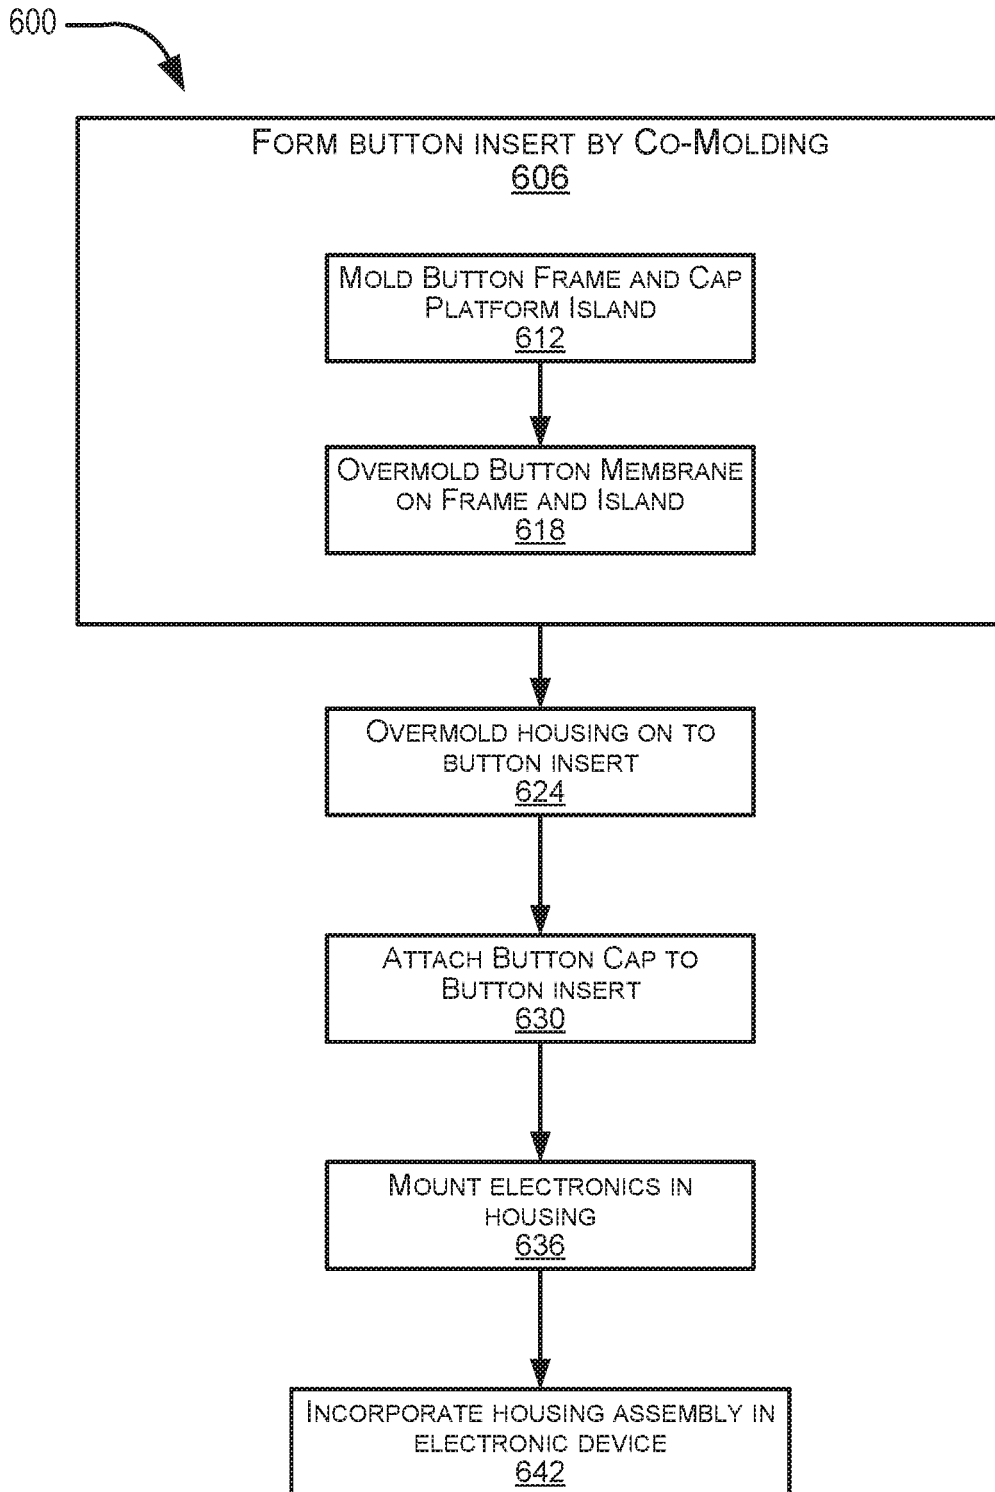 600
FORM BUTTON INSERT BY CO-MOLDING
606
MOLD BUTTON FRAME AND CAP
PLATFORM ISLAND
612
OVERMOLD BUTTON MEMBRANE
ON FRAME AND ISLAND
618
OVERMOLD HOUSING ON TO
BUTTON INSERT
624
ATTACH BUTTON CAP TO
BUTTON INSERT
630
MOUNT ELECTRONICS IN
HOUSING
636
INCORPORATE HOUSING ASSEMBLY IN
ELECTRONIC DEVICE
642